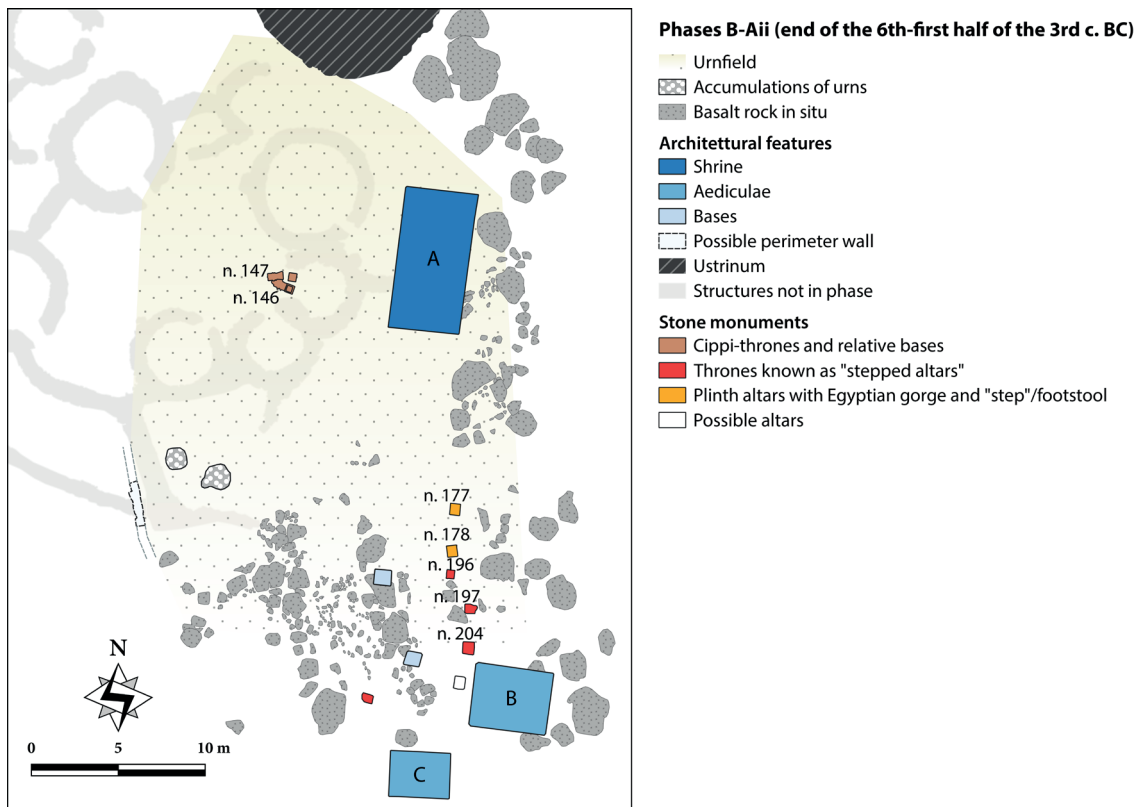 A
n. 147
n. 146
n. 177
n. 178
n. 196
n. 197
n. 204
B
C
N
0 5 10 m
Phases B-Aii (end of the 6th-first half of the 3rd c. BC)
Urnfield
Accumulations of urns
Basalt rock in situ
Architettural features
Shrine
Aediculae
Bases
Possible perimeter wall
Ustrinum
Structures not in phase
Stone monuments
Cippi-thrones and relative bases
Thrones known as "stepped altars"
Plinth altars with Egyptian gorge and "step"/footstool
Possible altars